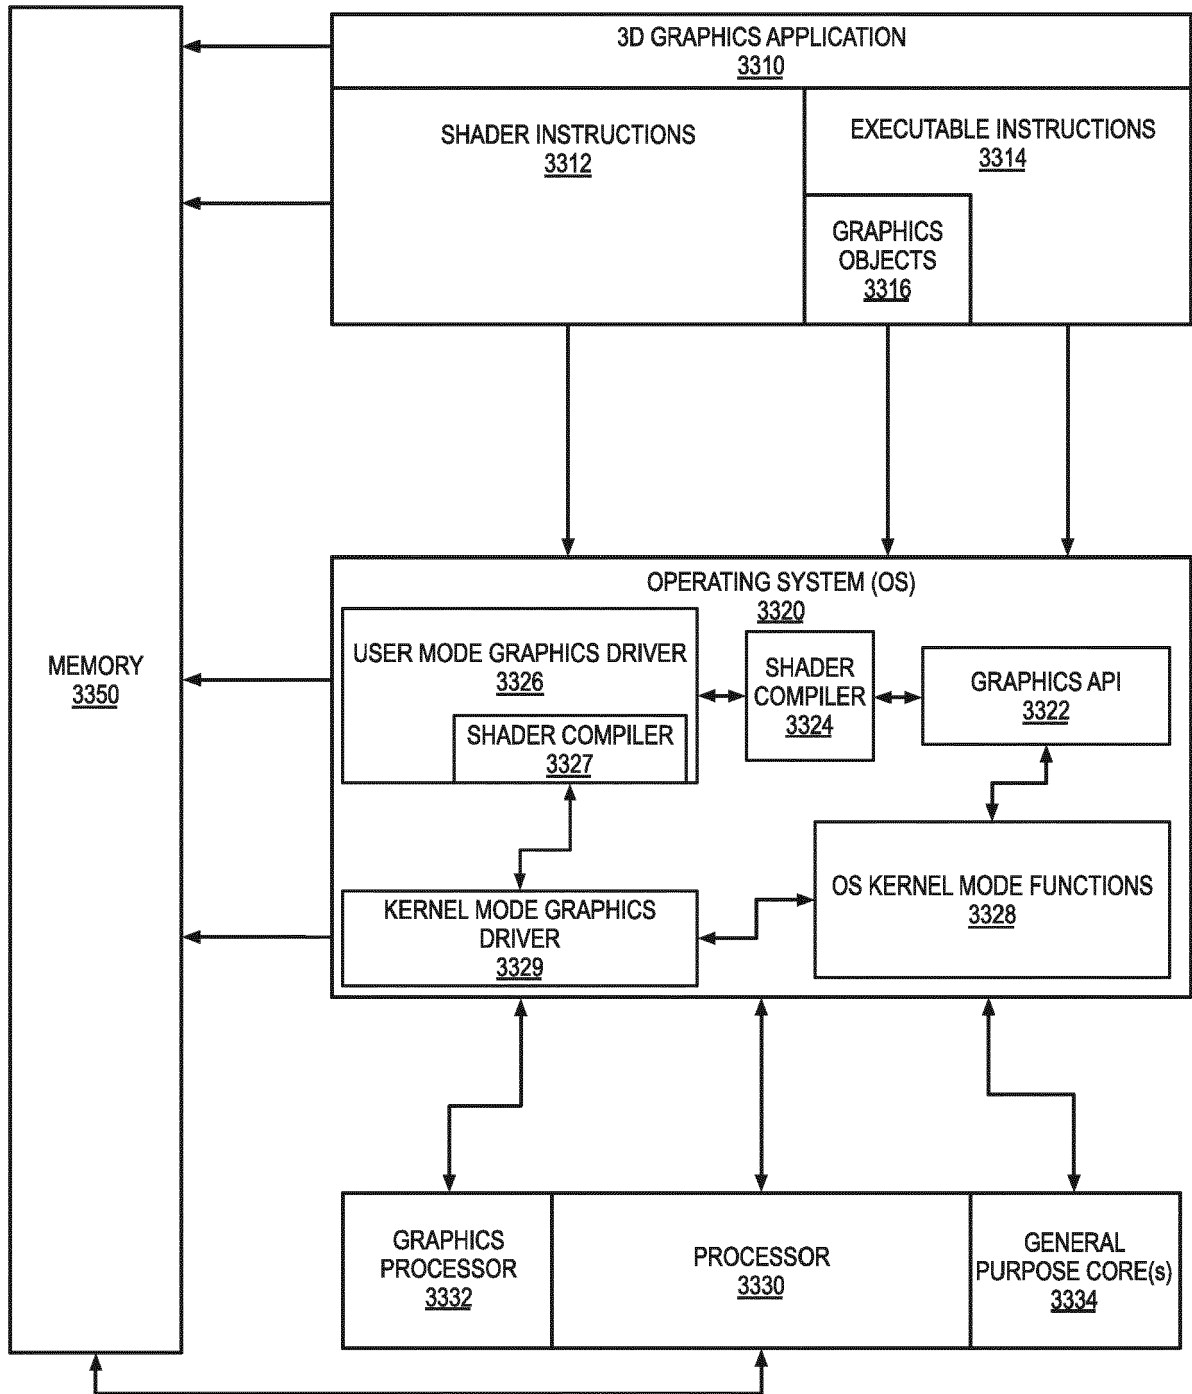 3D GRAPHICS APPLICATION
3310
SHADER INSTRUCTIONS
3312
EXECUTABLE INSTRUCTIONS
3314
GRAPHICS
OBJECTS
3316
MEMORY
3350
OPERATING SYSTEM (OS)
3320
USER MODE GRAPHICS DRIVER
3326
SHADER COMPILER
3327
SHADER
COMPILER
3324
GRAPHICS API
3322
KERNEL MODE GRAPHICS
DRIVER
3329
OS KERNEL MODE FUNCTIONS
3328
GRAPHICS
PROCESSOR
3332
PROCESSOR
3330
GENERAL
PURPOSE CORE(s)
3334